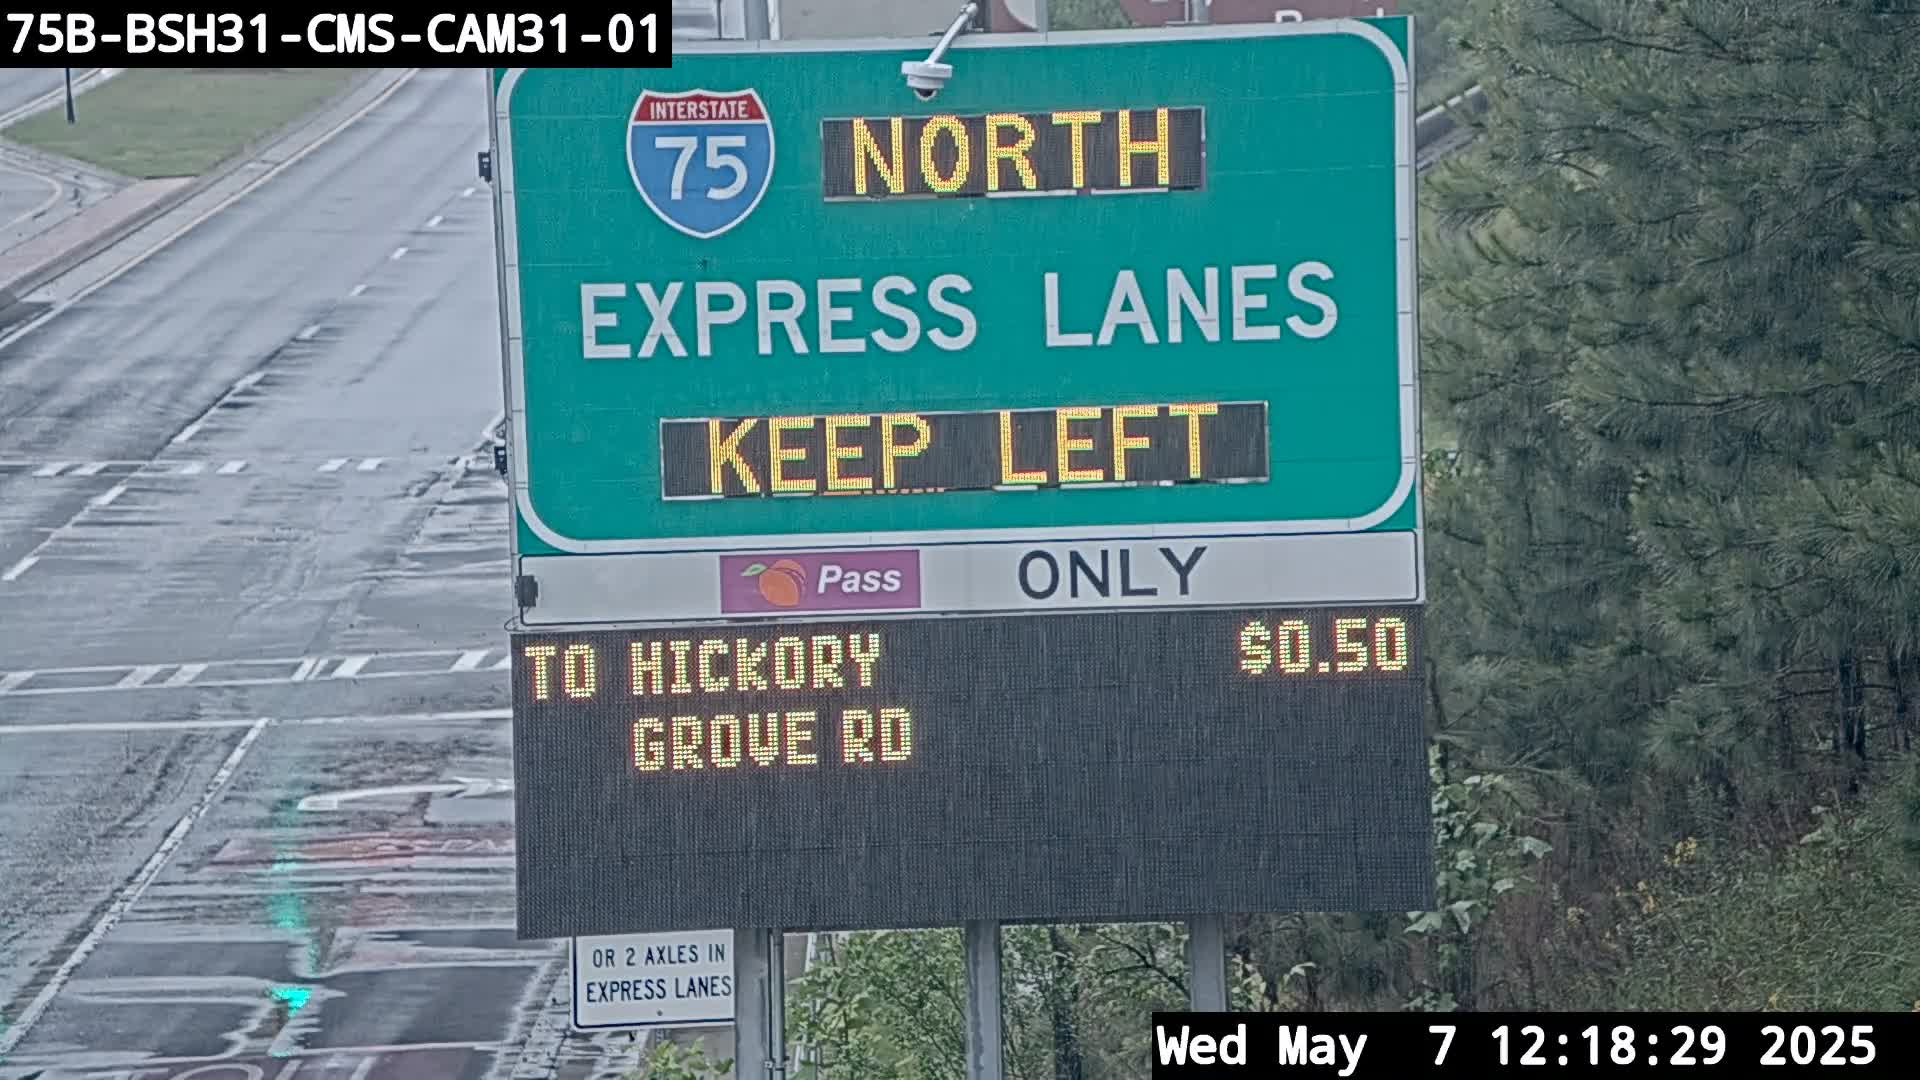 75B-BSH31-CMS-CAM31-01
INTERSTATE
75
NORTH
EXPRESS LANES
KEEP LEFT
Pass ONLY
TO HICKORY $0.50
GROVE RD
OR 2 AXLES IN
EXPRESS LANES
Wed May 7 12:18:29 2025